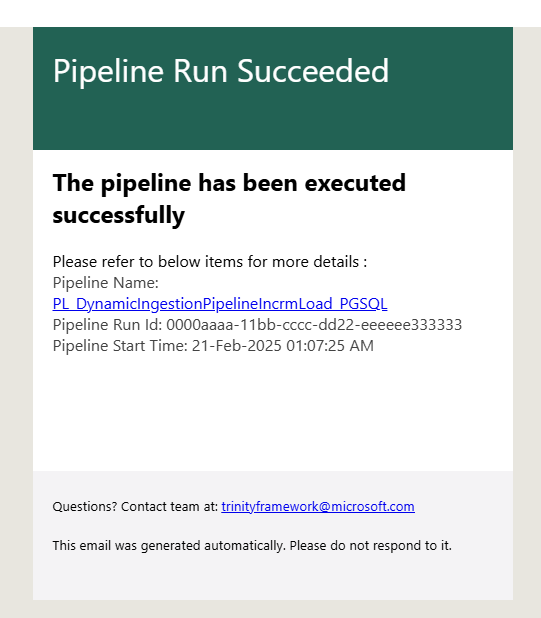 Pipeline Run Succeeded
The pipeline has been executed
successfully
Please refer to below items for more details :
Pipeline Name:
PL_DynamicIngestionPipelineIncrmLoad_PGSQL
Pipeline Run Id: 0000aaaa-11bb-cccc-dd22-eeeeee333333
Pipeline Start Time: 21-Feb-2025 01:07:25 AM
Questions? Contact team at: trinityframework@microsoft.com
This email was generated automatically. Please do not respond to it.